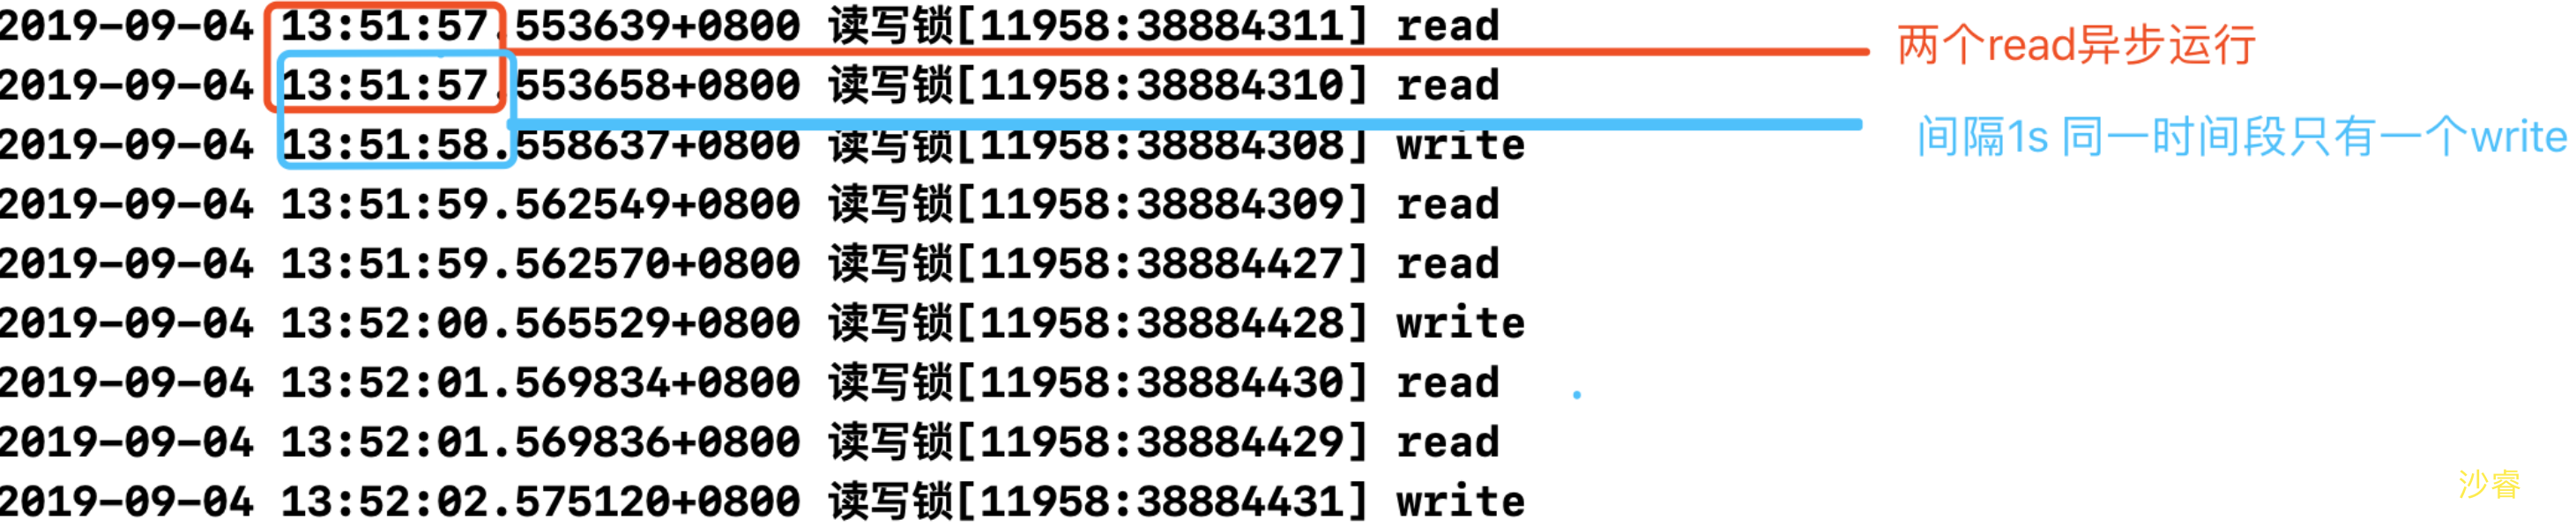 2019-09-04 13:51:57.553639+0800 读写锁[11958:38884311] read
两个read异步运行
2019-09-04 13:51:57.553658+0800 读写锁[11958:38884310] read
2019-09-04 13:51:58.558637+0800 读写锁[11958:38884308] write
间隔1s 同一时间段只有一个write
2019-09-04 13:51:59.562549+0800 读写锁[11958:38884309] read
2019-09-04 13:51:59.562570+0800 读写锁[11958:38884427] read
2019-09-04 13:52:00.565529+0800 读写锁[11958:38884428] write
2019-09-04 13:52:01.569834+0800 读写锁[11958:38884430] read
2019-09-04 13:52:01.569836+0800 读写锁[11958:38884429] read
2019-09-04 13:52:02.575120+0800 读写锁[11958:38884431] write
沙睿